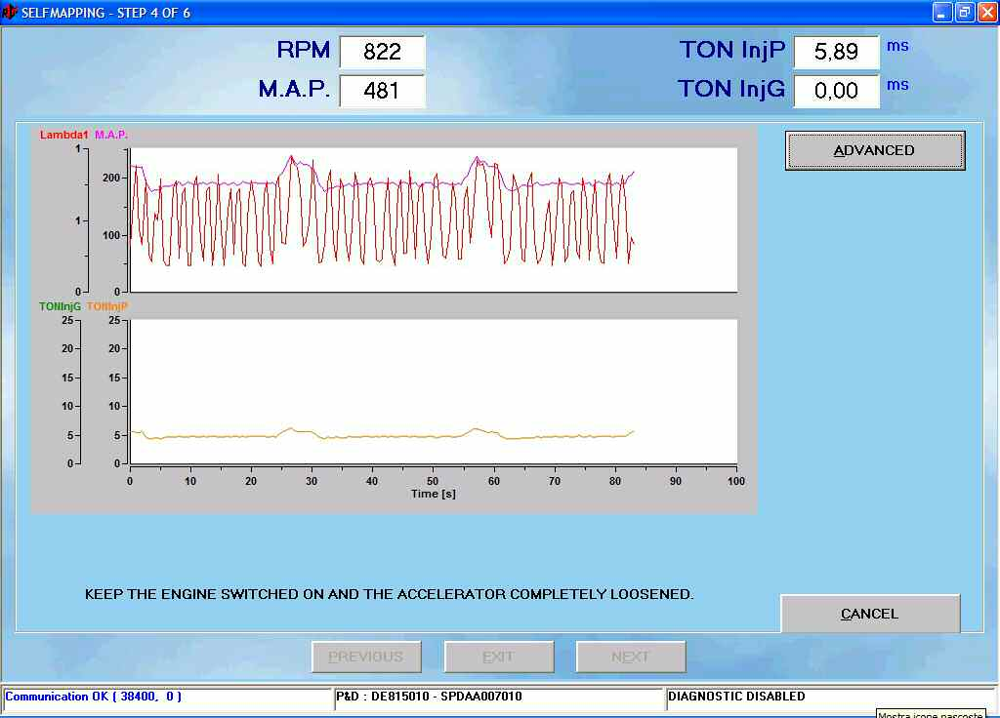 SELFMAPPING - STEP 4 OF 6
RPM 822
TON InjP 5,89 ms
M.A.P. 481
TON InjG 0,00 ms
Lambda1 M.A.P.
ADVANCED
1
200
1
100
0 0
TONInjG TONInjP
25 25
20 20
15 15
10 10
5 5
0 0
0 10 20 30 40 50 60 70 80 90 100
Time [s]
KEEP THE ENGINE SWITCHED ON AND THE ACCELERATOR COMPLETELY LOOSENED.
CANCEL
PREVIOUS EXIT NEXT
Communication OK ( 38400, 0 )
P&D : DE815010 - SPDAA007010
DIAGNOSTIC DISABLED
Mostra icone nascoste